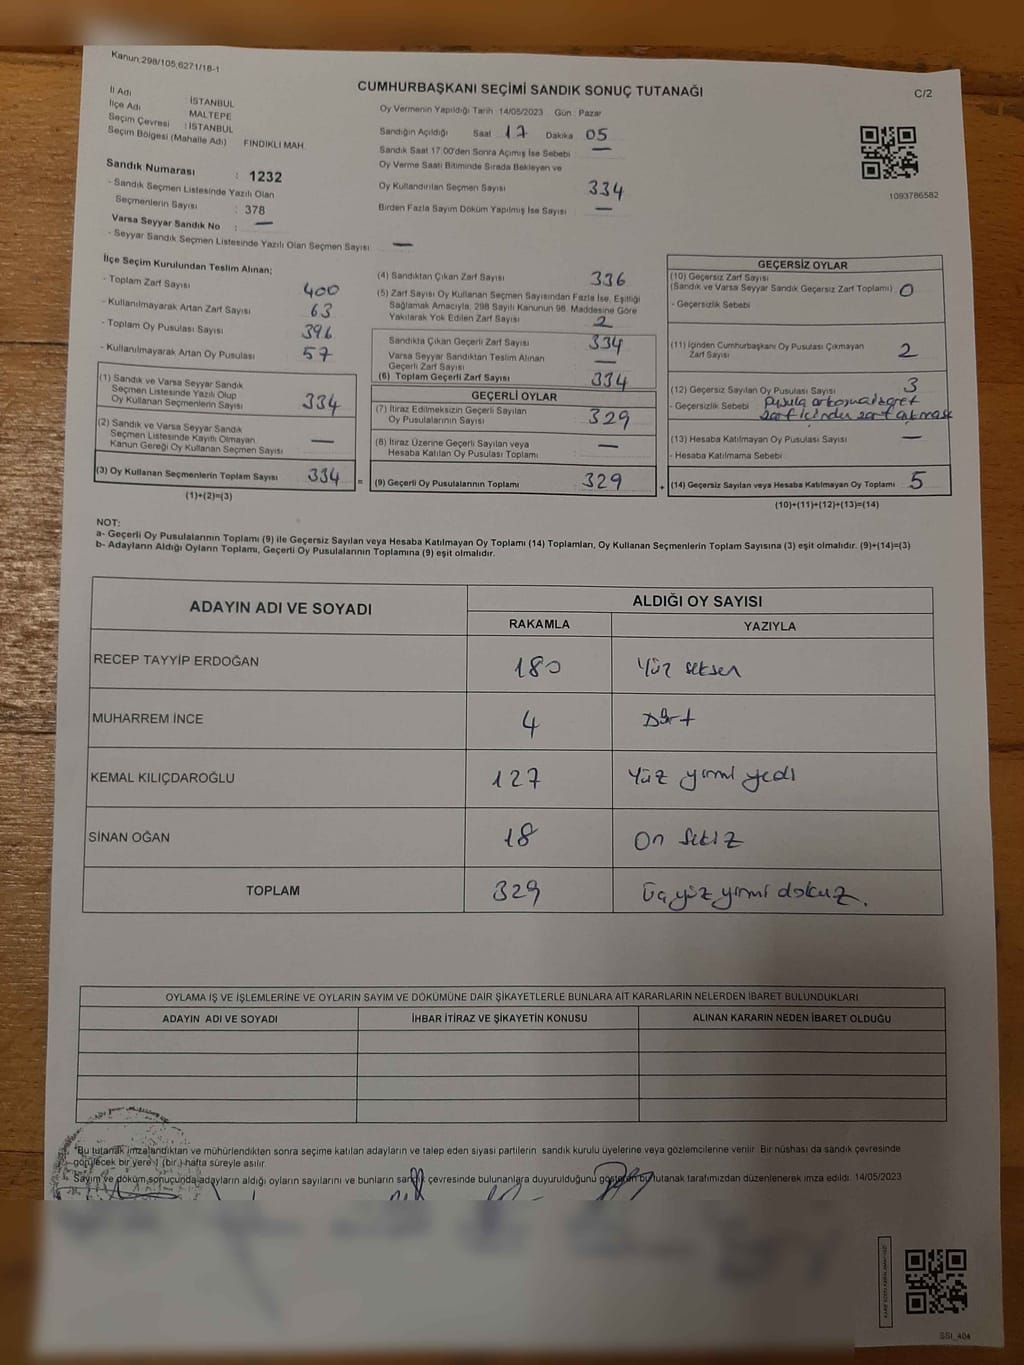 Kanun:298/105,6271/18-1
CUMHURBAŞKANI SEÇİMİ SANDIK SONUÇ TUTANAĞI
C/2
İl Adı İSTANBUL
İlçe Adı MALTEPE
Seçim Çevresi : İSTANBUL
Seçim Bölgesi (Mahalle Adı) FINDIKLI MAH.
Sandık Numarası : 1232
- Sandık Seçmen Listesinde Yazılı Olan
Seçmenlerin Sayısı : 378
Varsa Seyyar Sandık No : —
- Seyyar Sandık Seçmen Listesinde Yazılı Olan Seçmen Sayısı: —
Oy Vermenin Yapıldığı Tarih 14/05/2023 Gün : Pazar
Sandığın Açıldığı Saat 17 Dakika 05
Sandık Saat 17:00'den Sonra Açımış İse Sebebi —
Oy Verme Saati Bitiminde Sırada Bekleyen ve
Oy Kullandırılan Seçmen Sayısı 334
Birden Fazla Sayım Döküm Yapılmış İse Sayısı —
1093786582
İlçe Seçim Kurulundan Teslim Alınan;
- Toplam Zarf Sayısı 400
- Kullanılmayarak Artan Zarf Sayısı 63
- Toplam Oy Pusulası Sayısı 396
- Kullanılmayarak Artan Oy Pusulası 57
(1) Sandık ve Varsa Seyyar Sandık
Seçmen Listesinde Yazılı Olup
Oy Kullanan Seçmenlerin Sayısı 334
(2) Sandık ve Varsa Seyyar Sandık
Seçmen Listesinde Kayıtlı Olmayan
Kanun Gereği Oy Kullanan Seçmen Sayısı —
(3) Oy Kullanan Seçmenlerin Toplam Sayısı 334 =
(1)+(2)=(3)
(4) Sandıktan Çıkan Zarf Sayısı 336
(5) Zarf Sayısı Oy Kullanan Seçmen Sayısından Fazla İse, Eşitliği
Sağlamak Amacıyla, 298 Sayılı Kanunun 98. Maddesine Göre
Yakılarak Yok Edilen Zarf Sayısı 2
Sandıkta Çıkan Geçerli Zarf Sayısı 334
Varsa Seyyar Sandıktan Teslim Alınan
Geçerli Zarf Sayısı —
(6) Toplam Geçerli Zarf Sayısı 334
GEÇERLİ OYLAR
(7) İtiraz Edilmeksizin Geçerli Sayılan
Oy Pusulalarının Sayısı 329
(8) İtiraz Üzerine Geçerli Sayılan veya
Hesaba Katılan Oy Pusulası Toplamı —
(9) Geçerli Oy Pusulalarının Toplamı 329 +
GEÇERSİZ OYLAR
(10) Geçersiz Zarf Sayısı
(Sandık ve Varsa Seyyar Sandık Geçersiz Zarf Toplamı) 0
- Geçersizlik Sebebi
(11) İçinden Cumhurbaşkanı Oy Pusulası Çıkmayan
Zarf Sayısı 2
(12) Geçersiz Sayılan Oy Pusulası Sayısı 3
- Geçersizlik Sebebi Pusula
zarf içinden zarf çıkması
(13) Hesaba Katılmayan Oy Pusulası Sayısı —
- Hesaba Katılmama Sebebi
(14) Geçersiz Sayılan veya Hesaba Katılmayan Oy Toplamı 5
(10)+(11)+(12)+(13)=(14)
NOT:
a- Geçerli Oy Pusulalarının Toplamı (9) ile Geçersiz Sayılan veya Hesaba Katılmayan Oy Toplamı (14) Toplamları, Oy Kullanan Seçmenlerin Toplam Sayısına (3) eşit olmalıdır. (9)+(14)=(3)
b- Adayların Aldığı Oyların Toplamı, Geçerli Oy Pusulalarının Toplamına (9) eşit olmalıdır.
ADAYIN ADI VE SOYADI
ALDIĞI OY SAYISI
RAKAMLA YAZIYLA
RECEP TAYYİP ERDOĞAN 180 Yüz seksen
MUHARREM İNCE 4 Dört
KEMAL KILIÇDAROĞLU 127 Yüz yirmi yedi
SİNAN OĞAN 18 On sekiz
TOPLAM 329 Üçyüz yirmi dokuz.
OYLAMA İŞ VE İŞLEMLERİNE VE OYLARIN SAYIM VE DÖKÜMÜNE DAİR ŞİKAYETLERLE BUNLARA AİT KARARLARIN NELERDEN İBARET BULUNDUKLARI
ADAYIN ADI VE SOYADI İHBAR İTİRAZ VE ŞİKAYETİN KONUSU ALINAN KARARIN NEDEN İBARET OLDUĞU
*Bu tutanak imzalandıktan ve mühürlendikten sonra seçime katılan adayların ve talep eden siyasi partilerin sandık kurulu üyelerine veya gözlemcilerine verilir. Bir nüshası da sandık çevresinde
görülecek bir yere 1 (bir) hafta süreyle asılır.
Sayım ve döküm sonucunda adayların aldığı oyların sayılarını ve bunların sandık çevresinde bulunanlara duyurulduğunu gösteren bu tutanak tarafımızdan düzenlenerek imza edildi. 14/05/2023
SSI_404